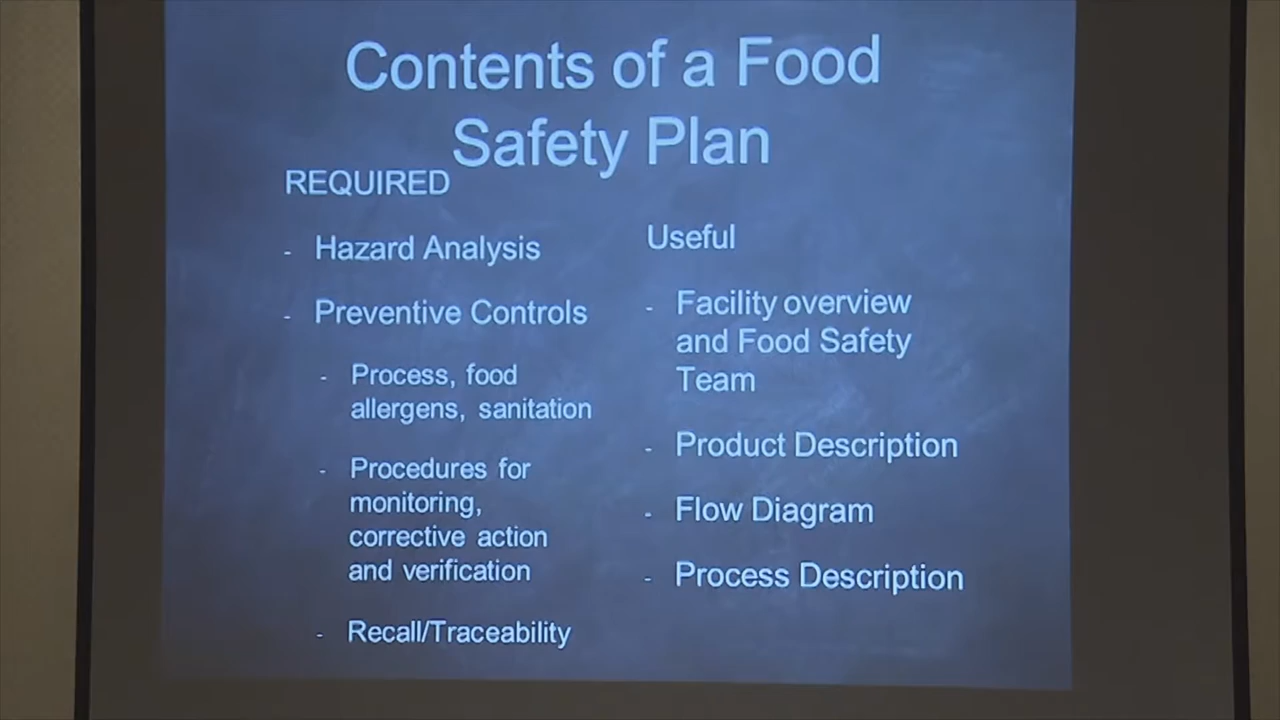 Contents of a Food
Safety Plan
REQUIRED
- Hazard Analysis
- Preventive Controls
- Process, food
allergens, sanitation
- Procedures for
monitoring,
corrective action
and verification
- Recall/Traceability
Useful
- Facility overview
and Food Safety
Team
- Product Description
- Flow Diagram
- Process Description